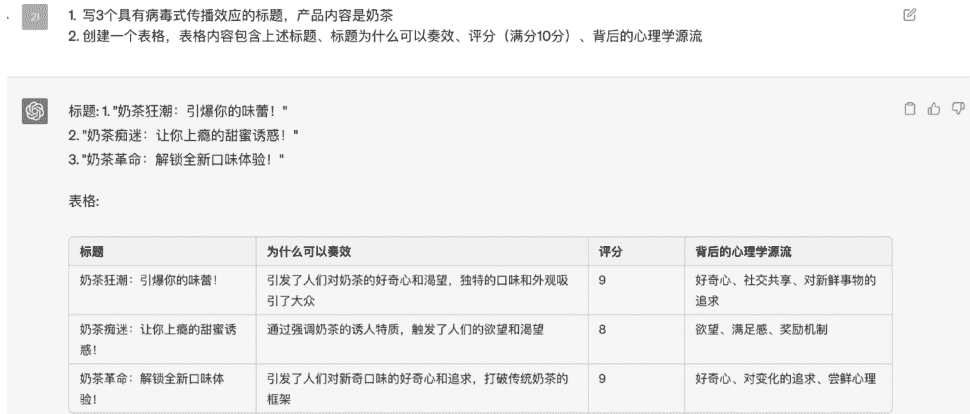 21
1. 写3个具有病毒式传播效应的标题，产品内容是奶茶
2. 创建一个表格，表格内容包含上述标题、标题为什么可以奏效、评分（满分10分）、背后的心理学源流
标题: 1. "奶茶狂潮：引爆你的味蕾！"
2. "奶茶痴迷：让你上瘾的甜蜜诱惑！"
3. "奶茶革命：解锁全新口味体验！"
表格:
标题 为什么可以奏效 评分 背后的心理学源流
奶茶狂潮：引爆你的味蕾！ 引发了人们对奶茶的好奇心和渴望，独特的口味和外观吸 9 好奇心、社交共享、对新鲜事物的
引了大众 追求
奶茶痴迷：让你上瘾的甜蜜诱 通过强调奶茶的诱人特质，触发了人们的欲望和渴望 8 欲望、满足感、奖励机制
惑！
奶茶革命：解锁全新口味体 引发了人们对新奇口味的好奇心和追求，打破传统奶茶的 9 好奇心、对变化的追求、尝鲜心理
验！ 框架